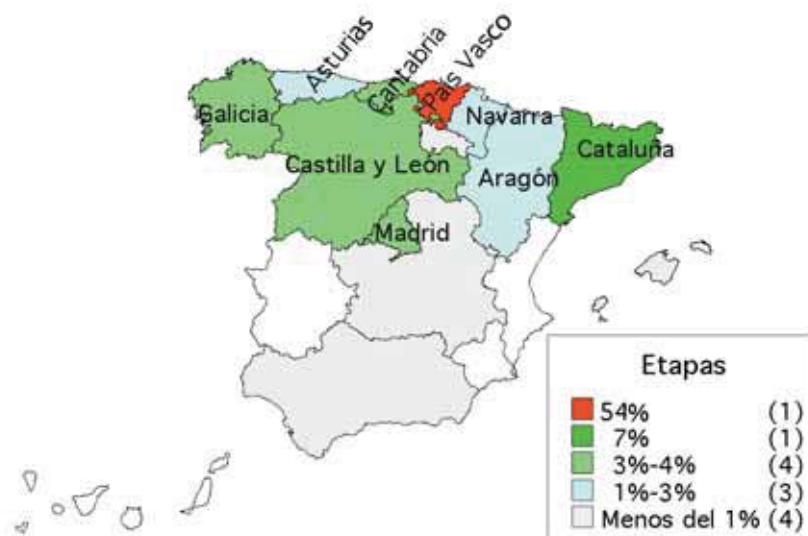 Asturias
Cantabria
País Vasco
Galicia
Navarra
Cataluña
Castilla y León
Aragón
Madrid
Etapas
54% (1)
7% (1)
3%-4% (4)
1%-3% (3)
Menos del 1% (4)